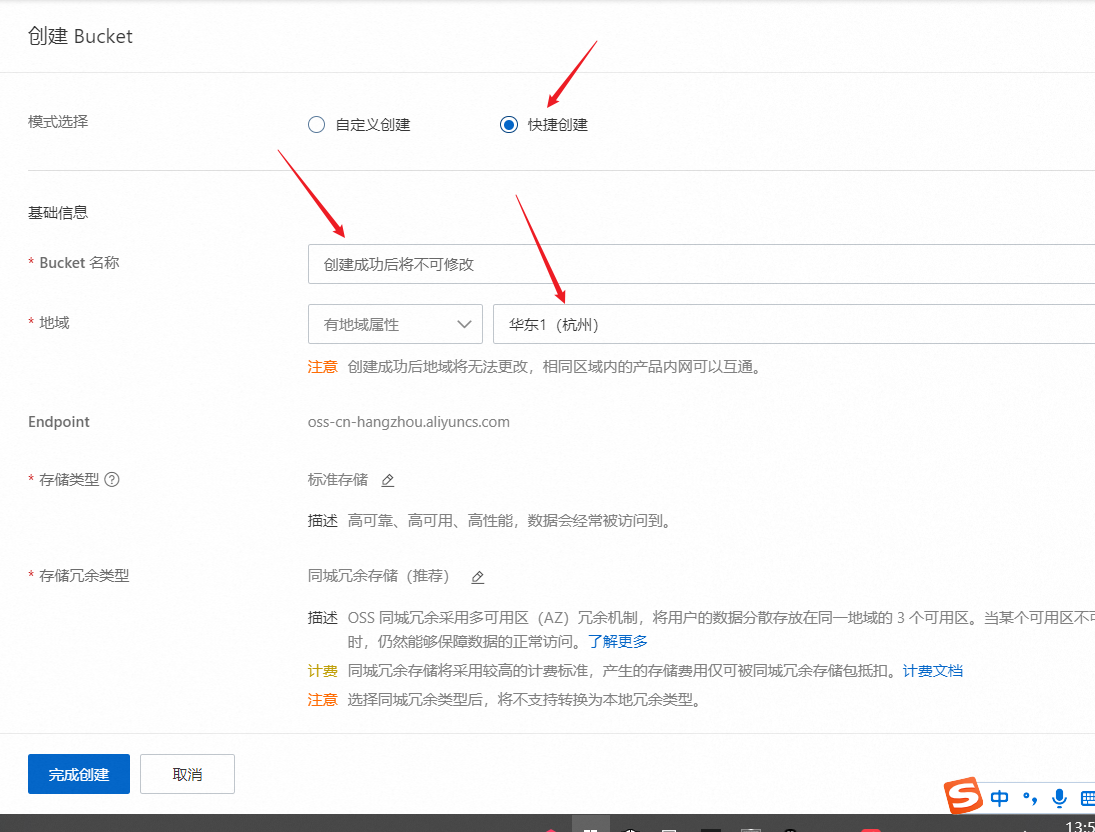 创建 Bucket
模式选择
自定义创建
快捷创建
基础信息
* Bucket 名称
创建成功后将不可修改
* 地域
有地域属性
华东1（杭州）
注意 创建成功后地域将无法更改，相同区域内的产品内网可以互通。
Endpoint
oss-cn-hangzhou.aliyuncs.com
* 存储类型 ?
标准存储
描述 高可靠、高可用、高性能，数据会经常被访问到。
* 存储冗余类型
同城冗余存储（推荐）
描述 OSS 同城冗余采用多可用区（AZ）冗余机制，将用户的数据分散存放在同一地域的 3 个可用区。当某个可用区不可
时，仍然能够保障数据的正常访问。了解更多
计费 同城冗余存储将采用较高的计费标准，产生的存储费用仅可被同城冗余存储包抵扣。计费文档
注意 选择同城冗余类型后，将不支持转换为本地冗余类型。
完成创建
取消
S 中
13:5